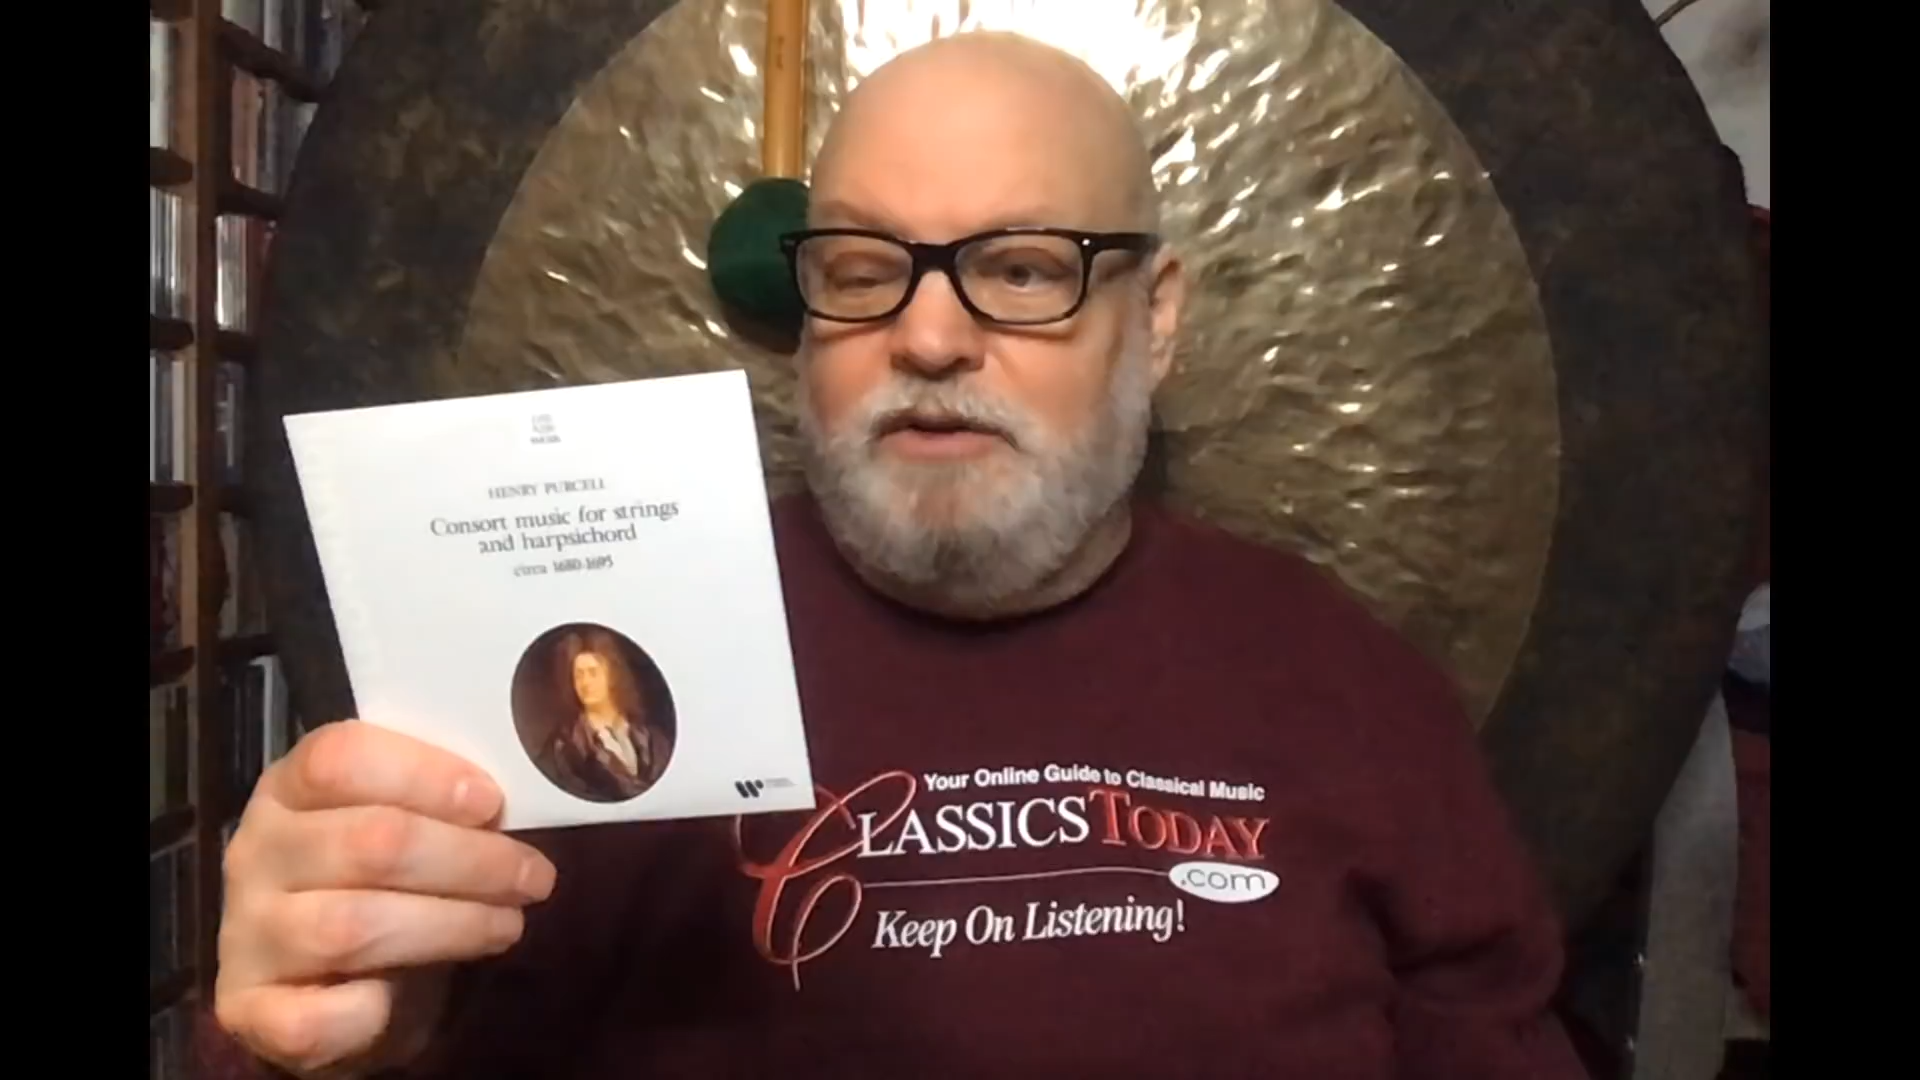 HENRY PURCELL
Consort music for strings
and harpsichord
circa 1680-1695
Your Online Guide to Classical Music
CLASSICSTODAY
.com
Keep On Listening!